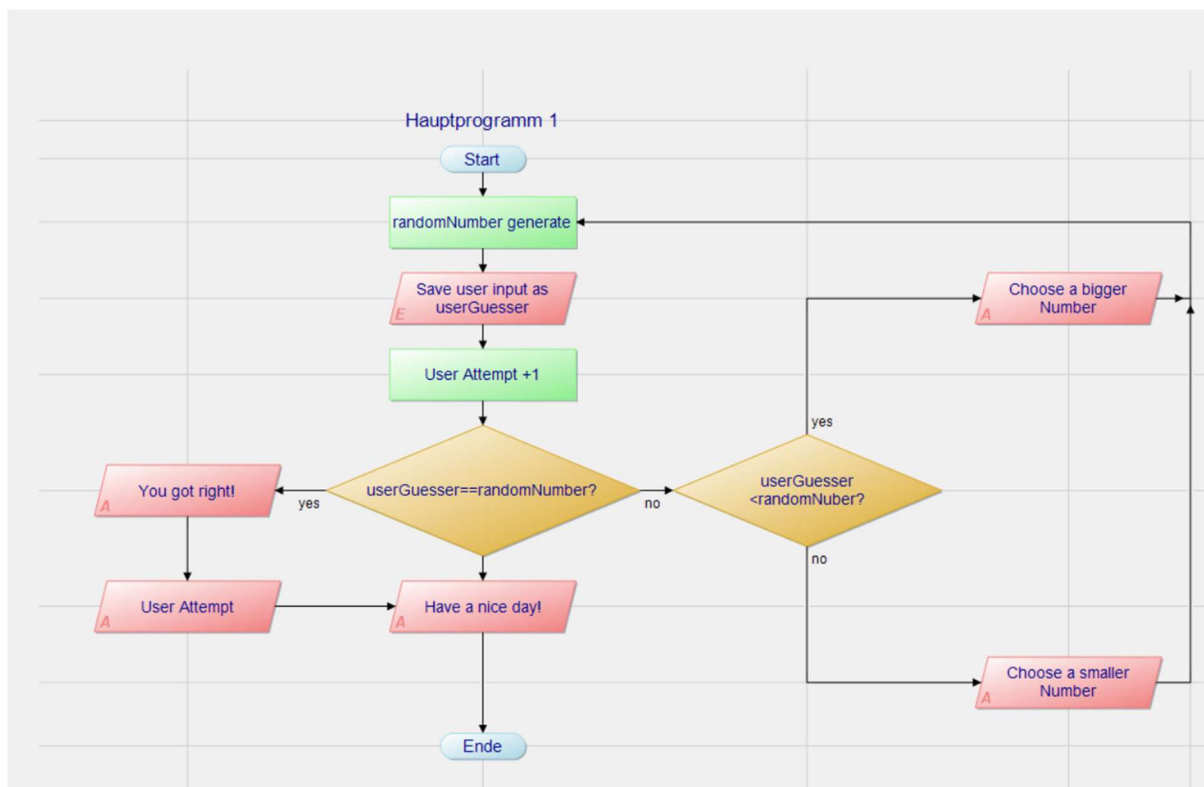 Hauptprogramm 1
Start
randomNumber generate
Save user input as
userGuesser
E
Choose a bigger
Number
A
User Attempt +1
yes
You got right!
A
yes
userGuesser==randomNumber?
no
userGuesser
<randomNuber?
no
User Attempt
A
Have a nice day!
A
Choose a smaller
Number
A
Ende